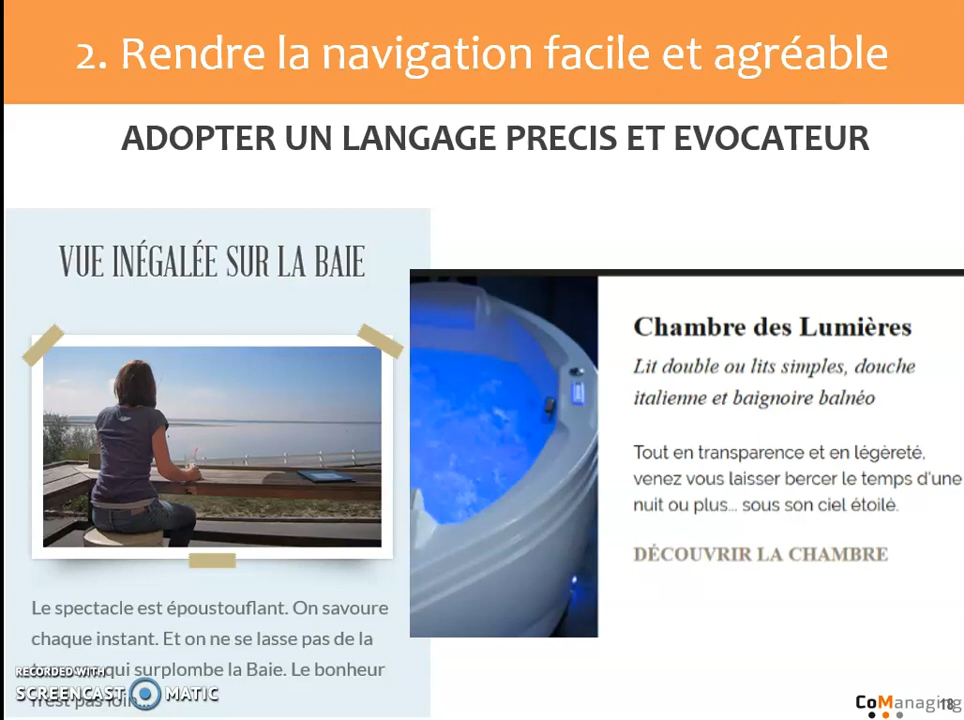 2. Rendre la navigation facile et agréable
ADOPTER UN LANGAGE PRECIS ET EVOCATEUR
VUE INÉGALÉE SUR LA BAIE
Le spectacle est époustouflant. On savoure
chaque instant. Et on ne se lasse pas de la
qui surplombe la Baie. Le bonheur
n'est pas loin...
Chambre des Lumières
Lit double ou lits simples, douche
italienne et baignoire balnéo
Tout en transparence et en légèreté,
venez vous laisser bercer le temps d'une
nuit ou plus... sous son ciel étoilé.
DÉCOUVRIR LA CHAMBRE
RECORDED WITH
SCREENCAST MATIC
CoManaging
18